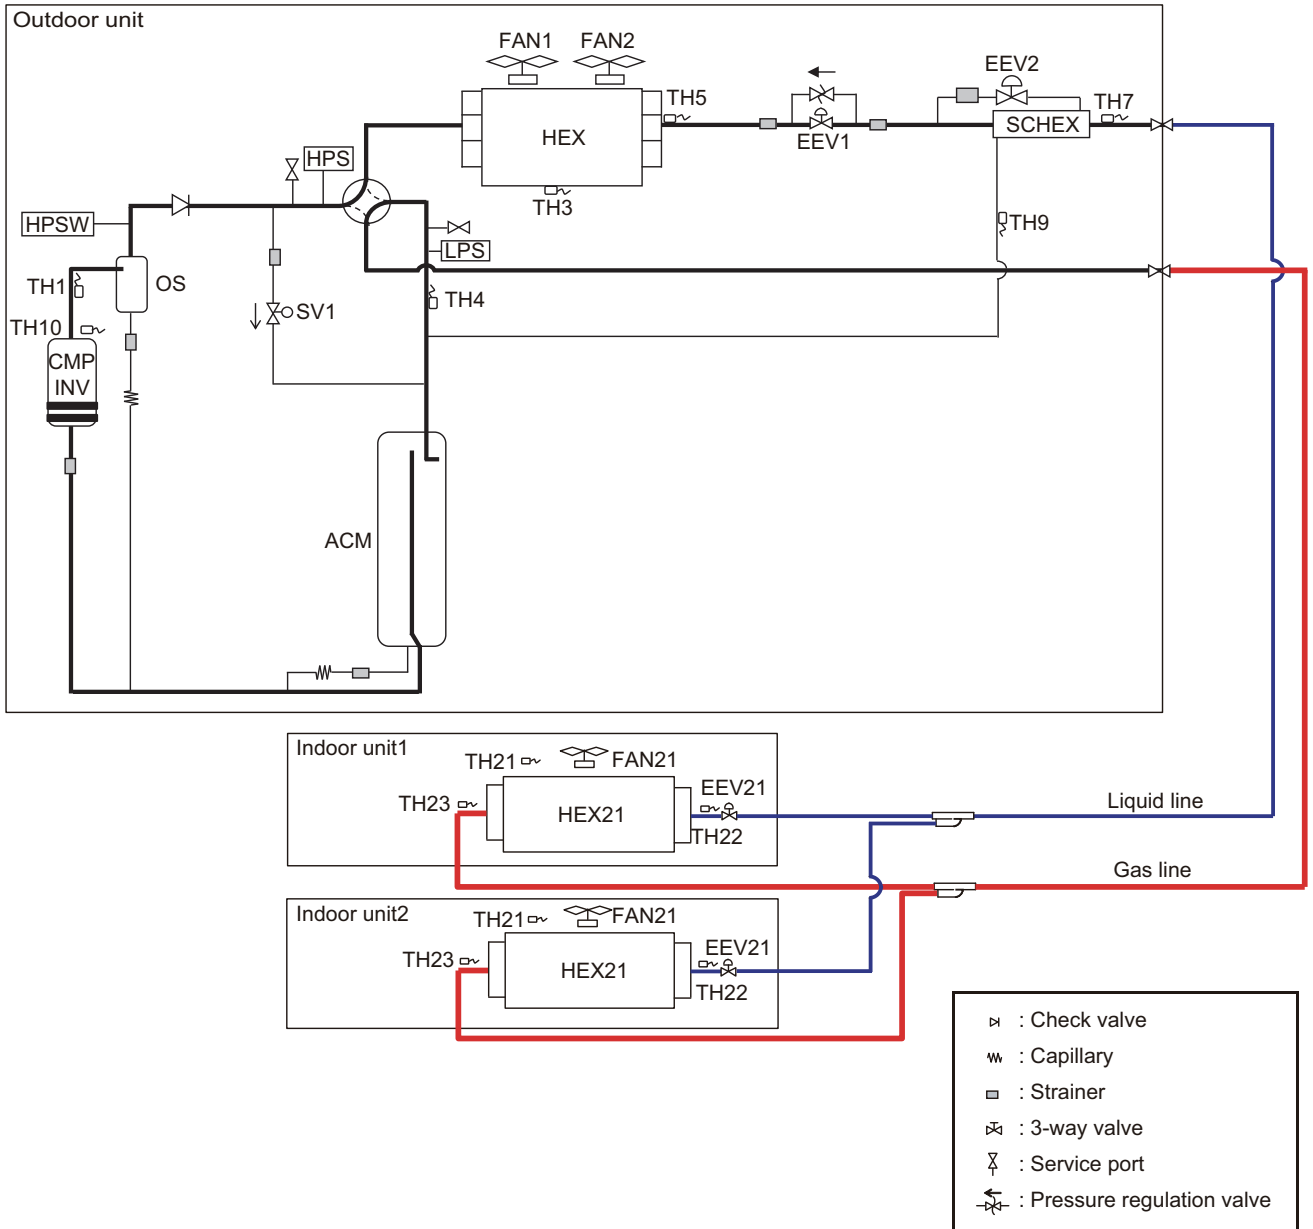 Outdoor unit
FAN1
FAN2
EEV2
TH5
TH7
HEX
EEV1
SCHEX
HPS
TH3
HPSW
TH9
LPS
TH1
OS
TH4
SV1
TH10
CMP
INV
ACM
Indoor unit1
TH21
FAN21
EEV21
TH23
HEX21
TH22
Liquid line
Gas line
Indoor unit2
TH21
FAN21
EEV21
TH23
HEX21
TH22
: Check valve
: Capillary
: Strainer
: 3-way valve
: Service port
: Pressure regulation valve